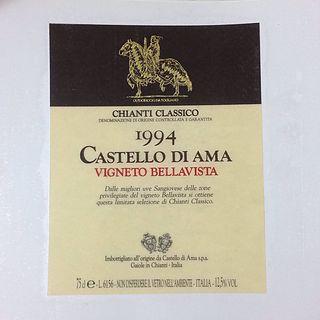 CHIANTI CLASSICO
DENOMINAZIONE DI ORIGINE CONTROLLATA E GARANTITA
1994
CASTELLO DI AMA
VIGNETO BELLAVISTA
Dalle migliori uve Sangiovese delle zone
privilegiate del vigneto Bellavista si ottiene
questa limitata selezione di Chianti Classico.
Imbottigliato all'origine da Castello di Ama s.p.a.
Gaiole in Chianti - Italia
75 cl e - L. 6156 - NON DISPERDERE IL VETRO NELL'AMBIENTE - ITALIA - 12,5% VOL